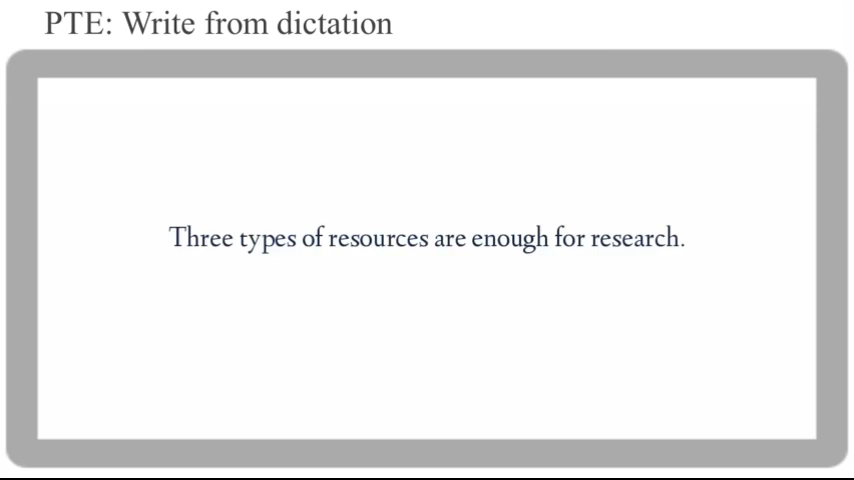 PTE: Write from dictation
Three types of resources are enough for research.